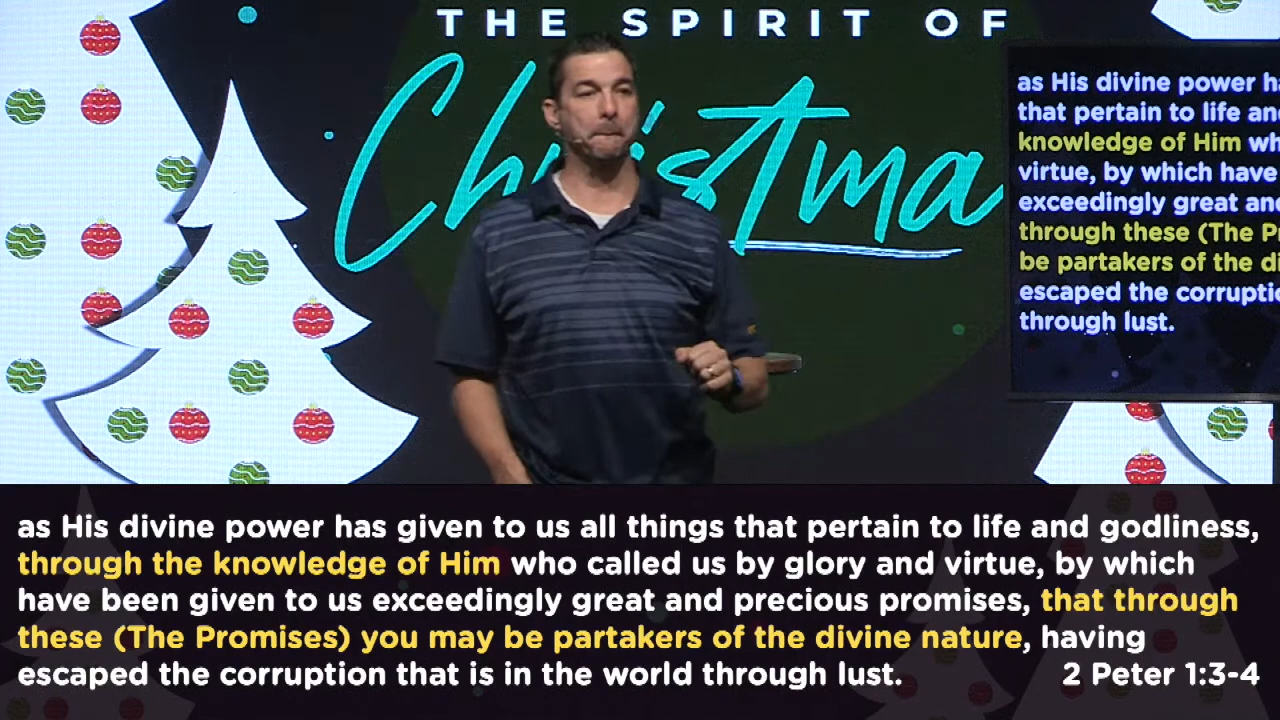 THE SPIRIT OF
Christma
as His divine power ha
that pertain to life and
knowledge of Him wh
virtue, by which have
exceedingly great and
through these (The Pr
be partakers of the di
escaped the corruptio
through lust.
as His divine power has given to us all things that pertain to life and godliness,
through the knowledge of Him who called us by glory and virtue, by which
have been given to us exceedingly great and precious promises, that through
these (The Promises) you may be partakers of the divine nature, having
escaped the corruption that is in the world through lust.
2 Peter 1:3-4